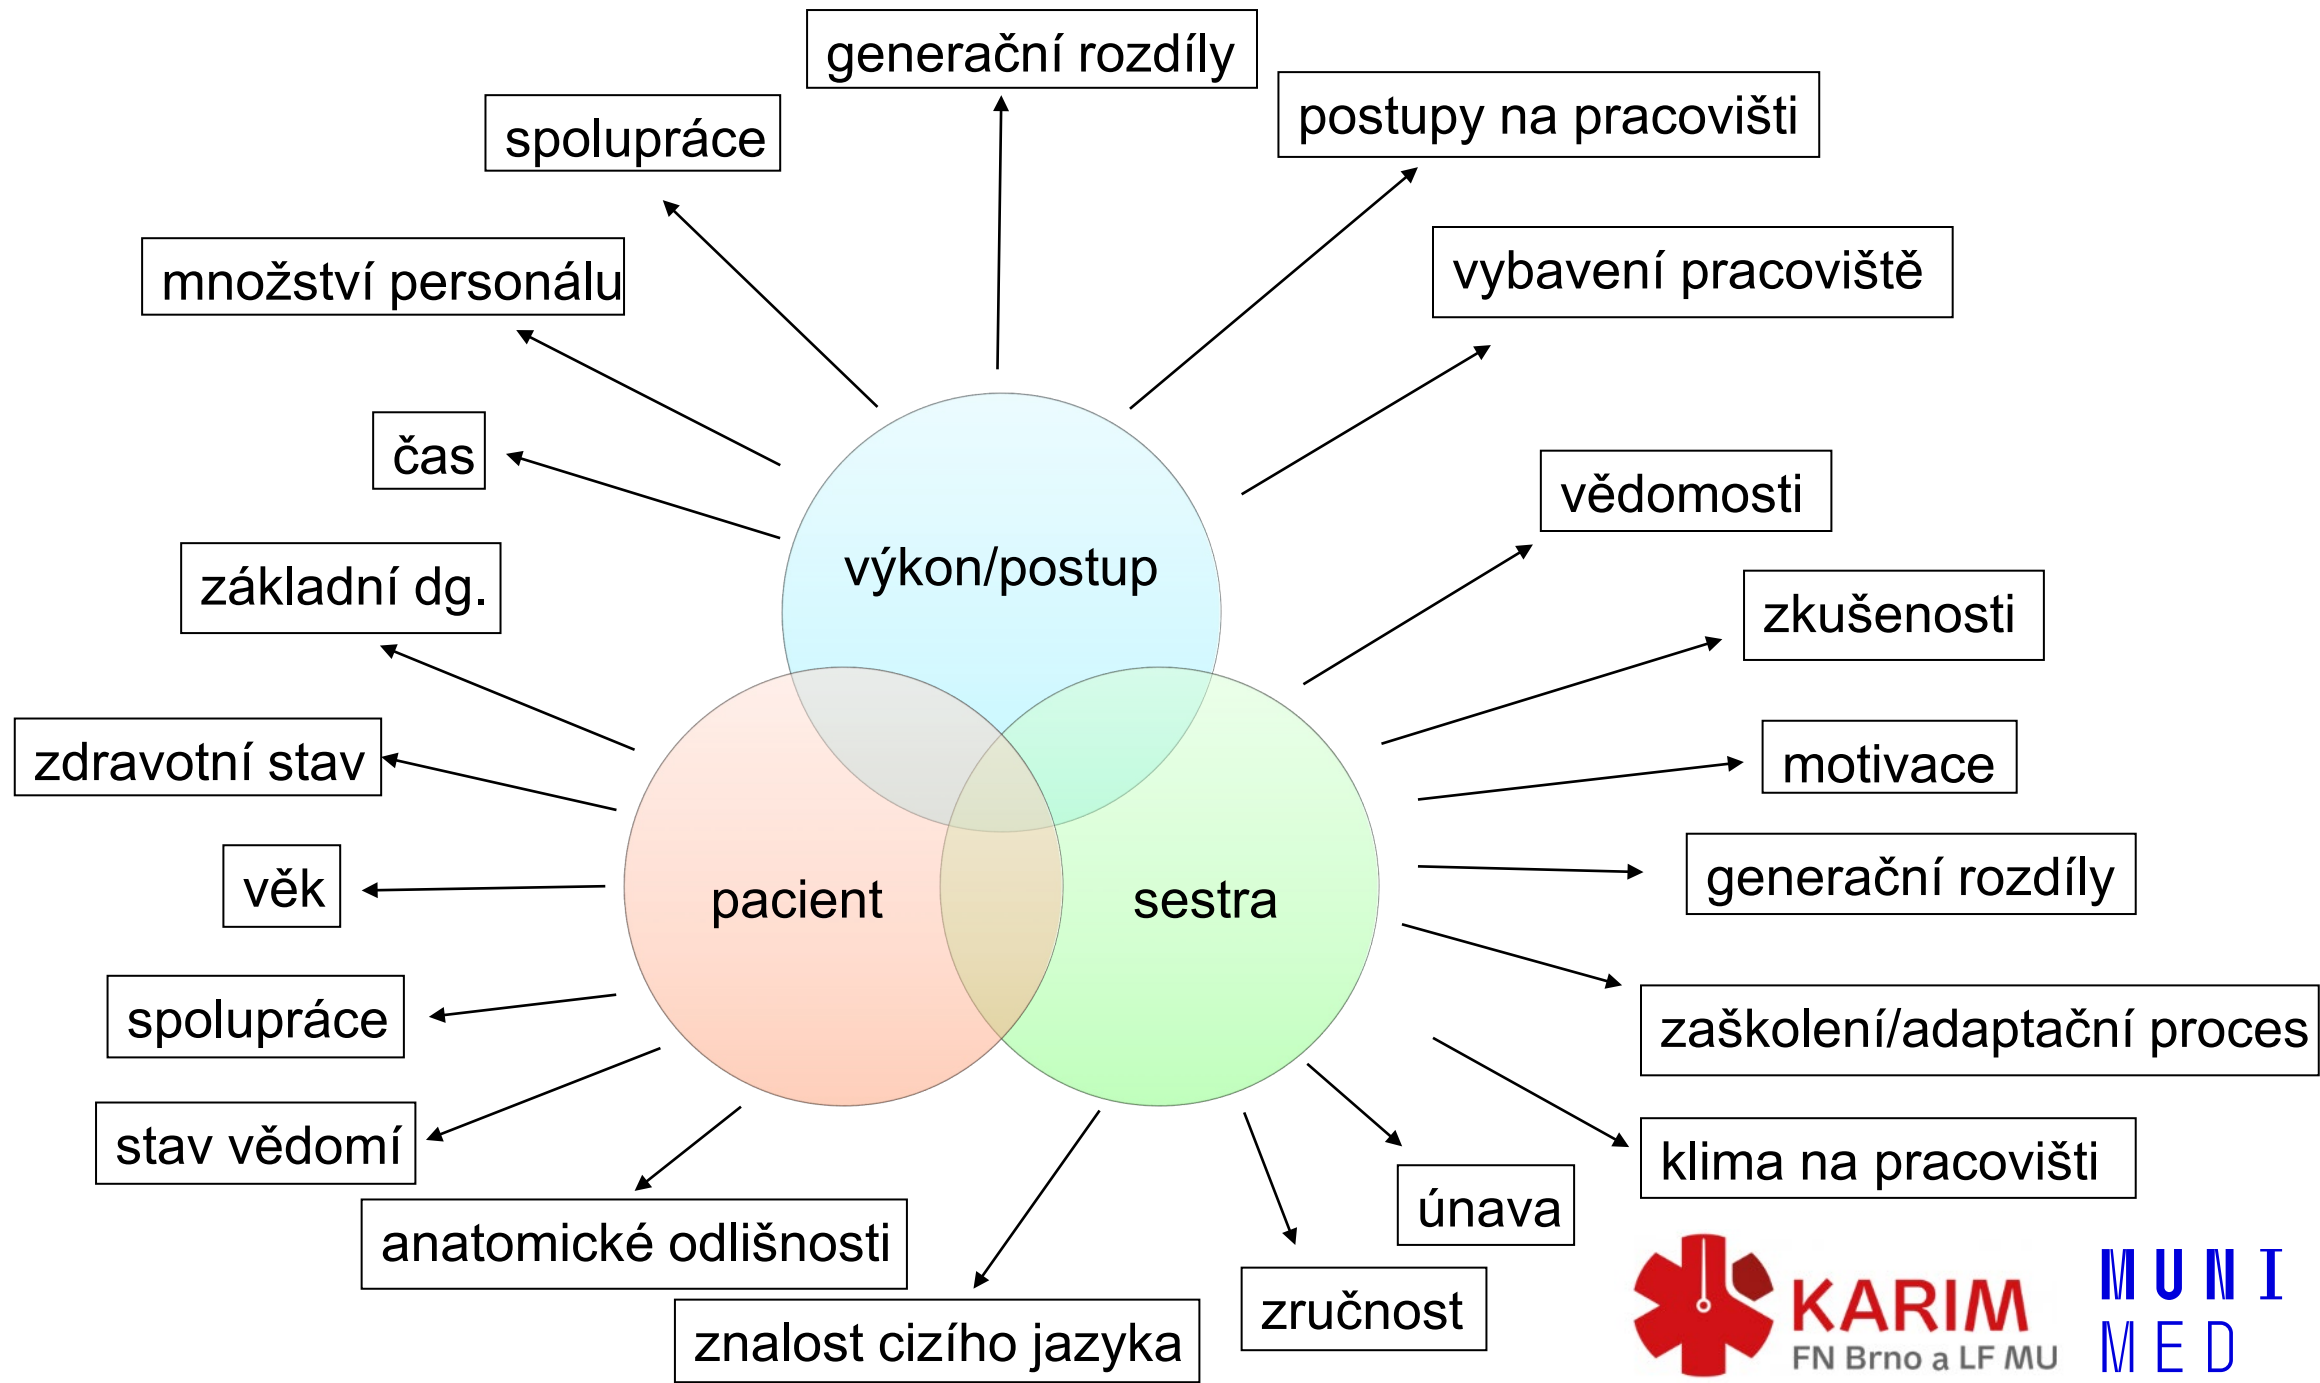 generační rozdíly
postupy na pracovišti
spolupráce
vybavení pracoviště
množství personálu
čas
vědomosti
výkon/postup
základní dg.
zkušenosti
zdravotní stav
motivace
věk
pacient
sestra
generační rozdíly
spolupráce
zaškolení/adaptační proces
stav vědomí
klima na pracovišti
únava
anatomické odlišnosti
zručnost
znalost cizího jazyka
KARIM
FN Brno a LF MU
MUNI
MED